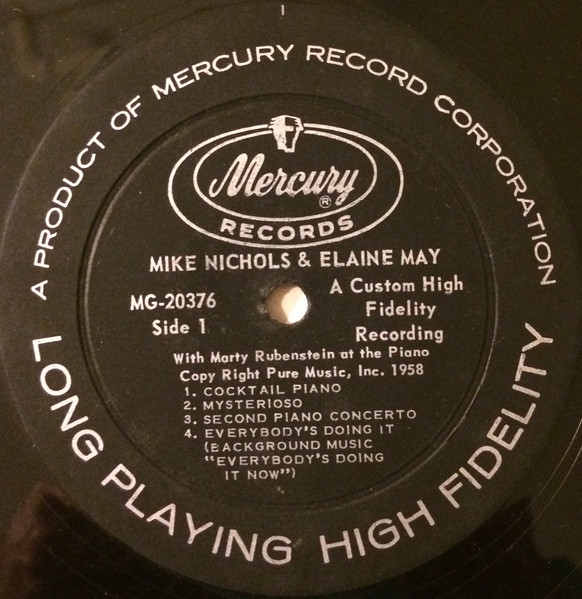 A PRODUCT OF MERCURY RECORD CORPORATION
Mercury ®
RECORDS
MIKE NICHOLS & ELAINE MAY
MG-20376
Side 1
A Custom High
Fidelity
Recording
With Marty Rubenstein at the Piano
Copy Right Pure Music, Inc. 1958
1. COCKTAIL PIANO
2. MYSTERIOSO
3. SECOND PIANO CONCERTO
4. EVERYBODY'S DOING IT
(BACKGROUND MUSIC
"EVERYBODY'S DOING
IT NOW")
LONG PLAYING HIGH FIDELITY